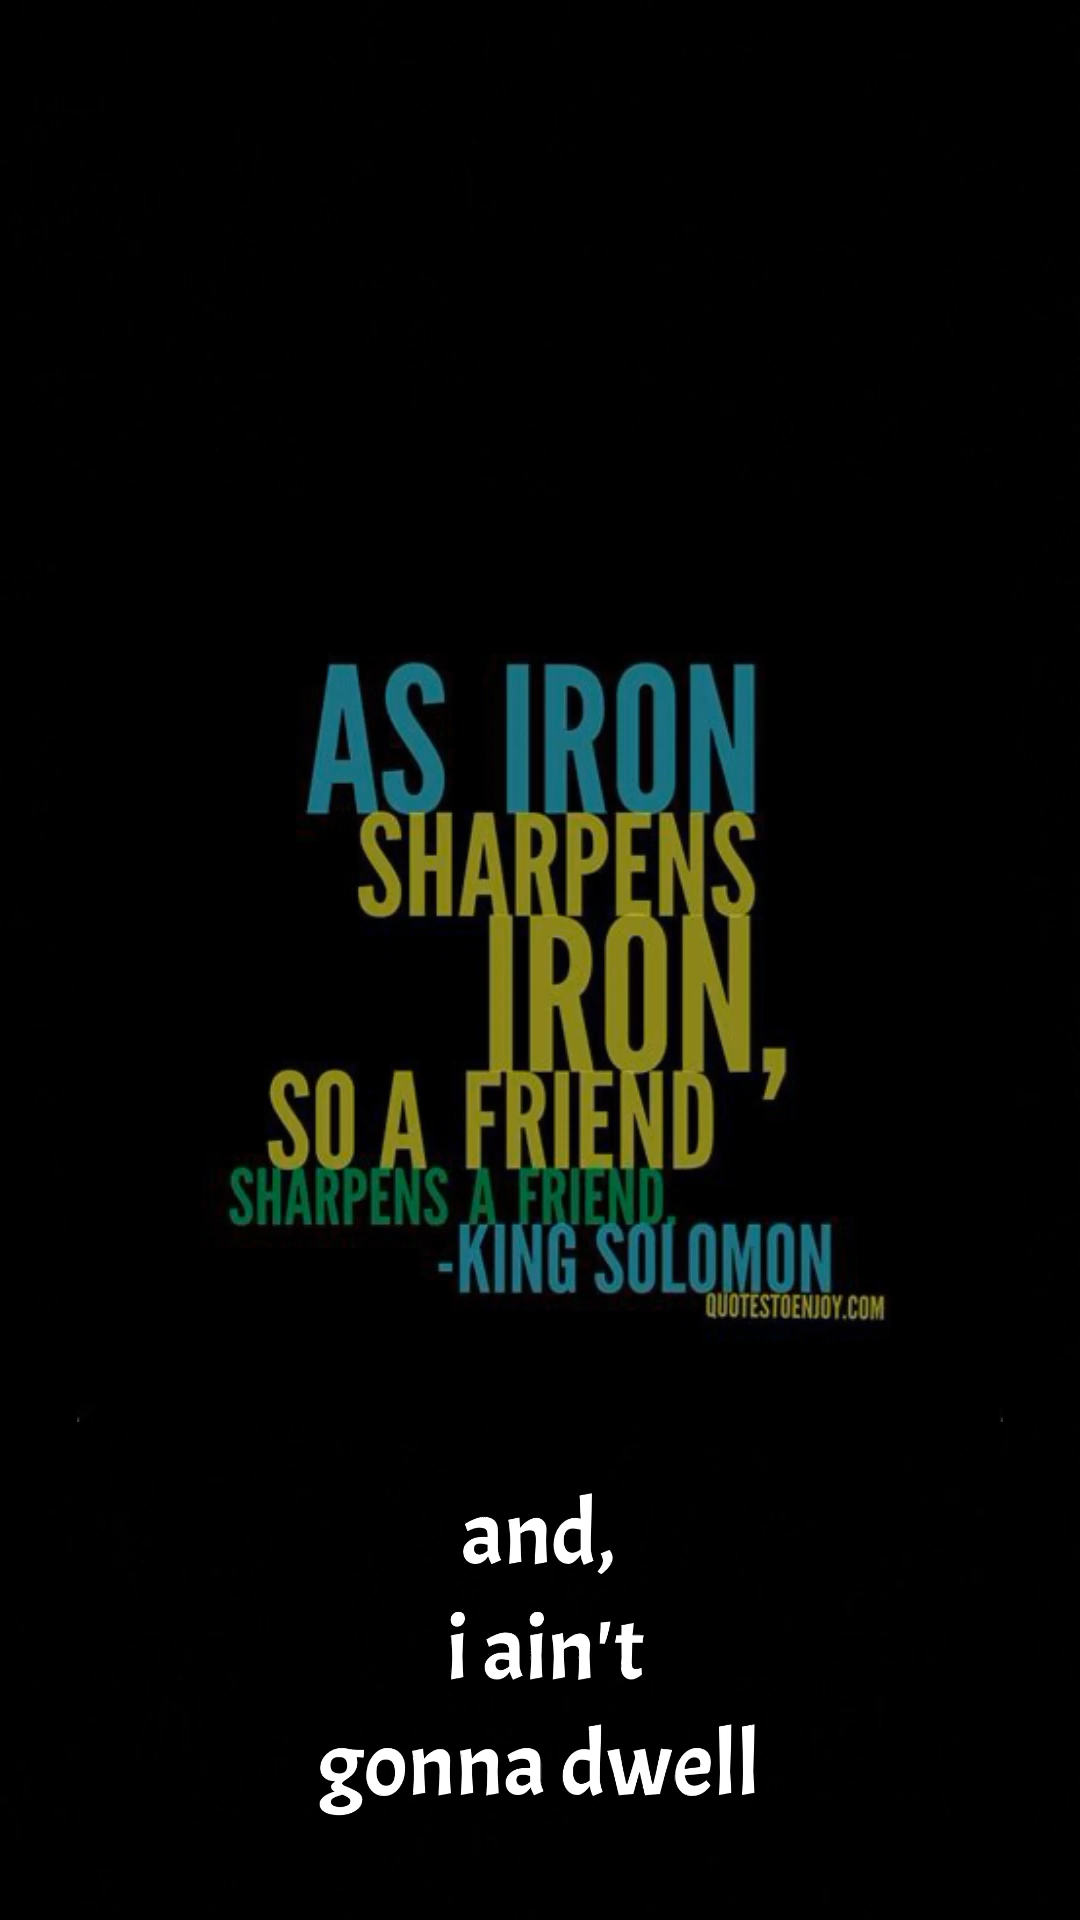 AS IRON
SHARPENS
IRON,
SO A FRIEND
SHARPENS A FRIEND.
-KING SOLOMON
QUOTESTOENJOY.COM
and,
i ain't
gonna dwell